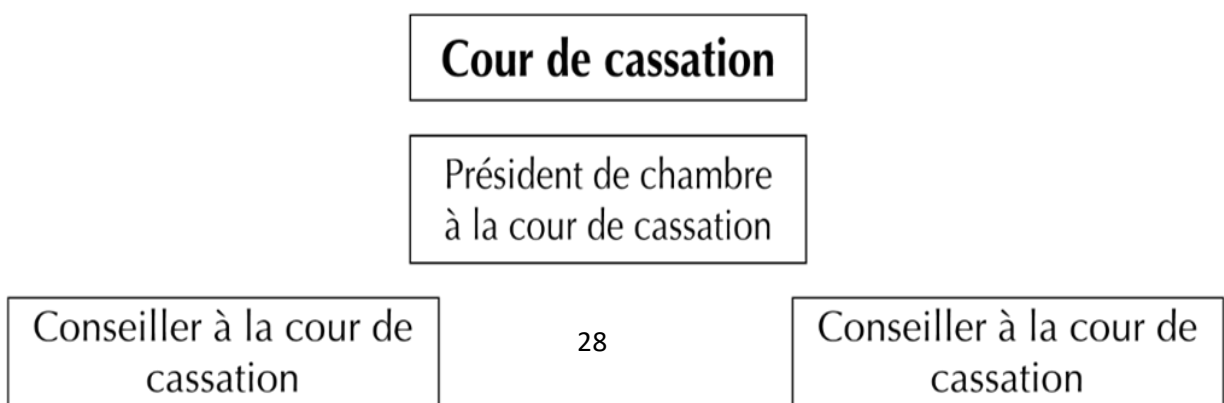 Cour de cassation
Président de chambre
à la cour de cassation
Conseiller à la cour de
cassation
28
Conseiller à la cour de
cassation